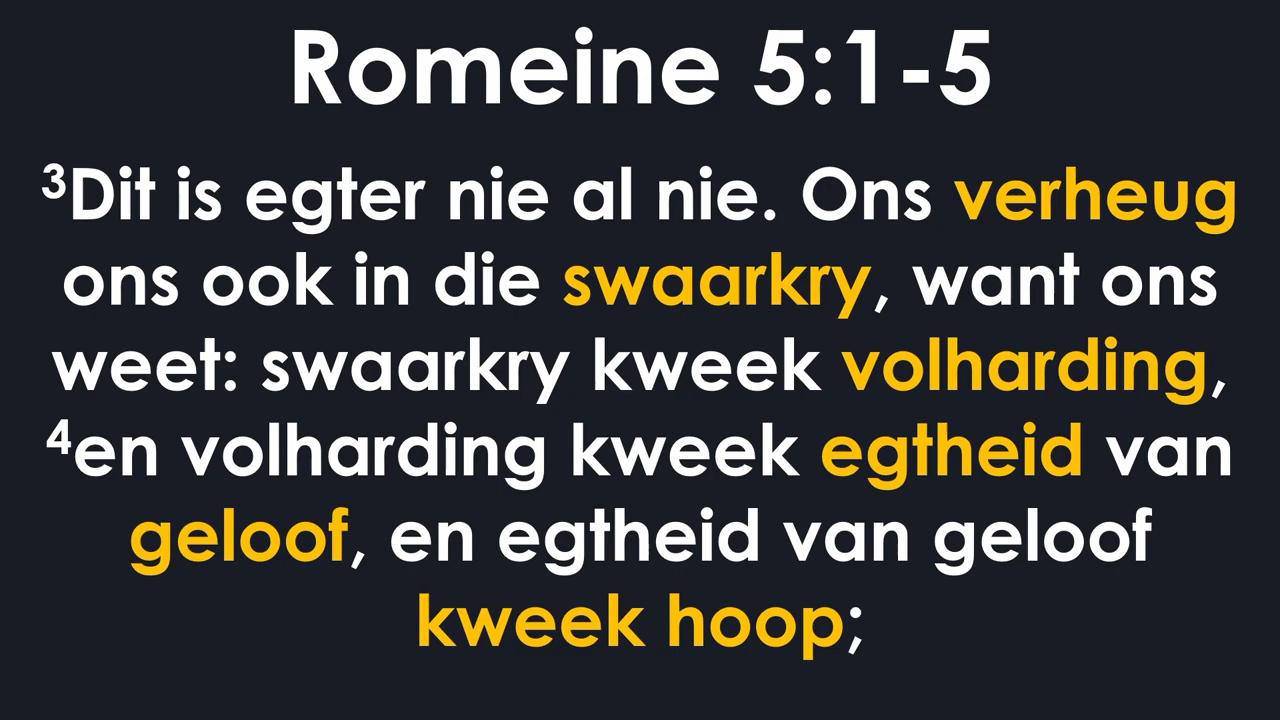 Romeine 5:1-5
³Dit is egter nie al nie. Ons verheug
ons ook in die swaarkry, want ons
weet: swaarkry kweek volharding,
⁴en volharding kweek egtheid van
geloof, en egtheid van geloof
kweek hoop;